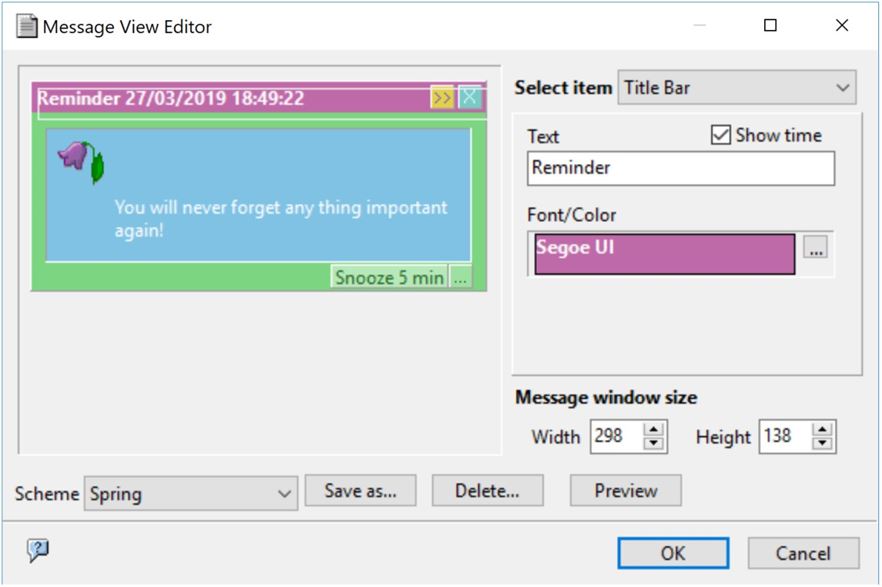 Message View Editor
Reminder 27/03/2019 18:49:22 >> X
You will never forget any thing important
again!
Snooze 5 min ...
Select item Title Bar
Text Show time
Reminder
Font/Color
Segoe UI ...
Message window size
Width 298 Height 138
Scheme Spring Save as... Delete... Preview
? OK Cancel